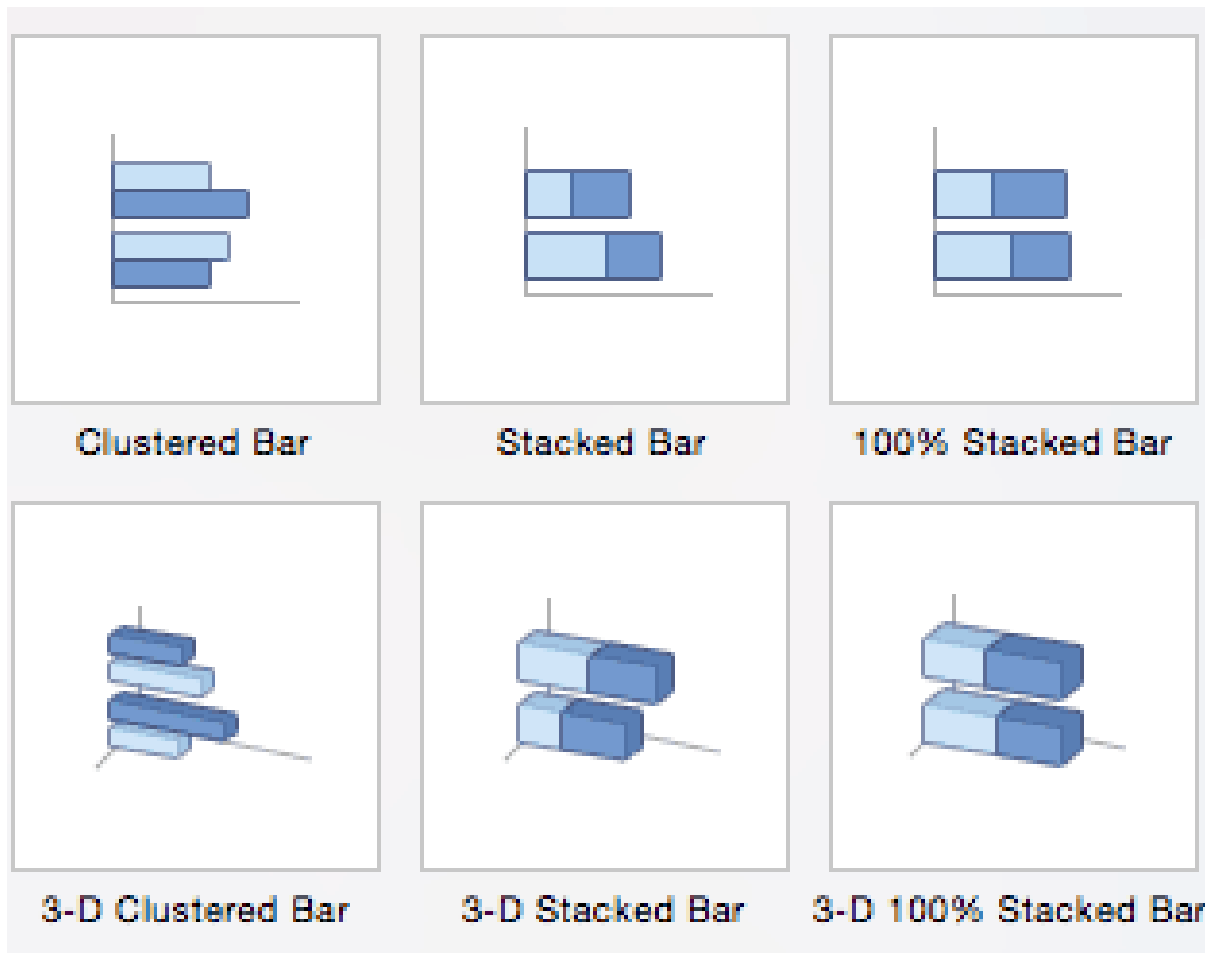 Clustered Bar
Stacked Bar
100% Stacked Bar
3-D Clustered Bar
3-D Stacked Bar
3-D 100% Stacked Bar